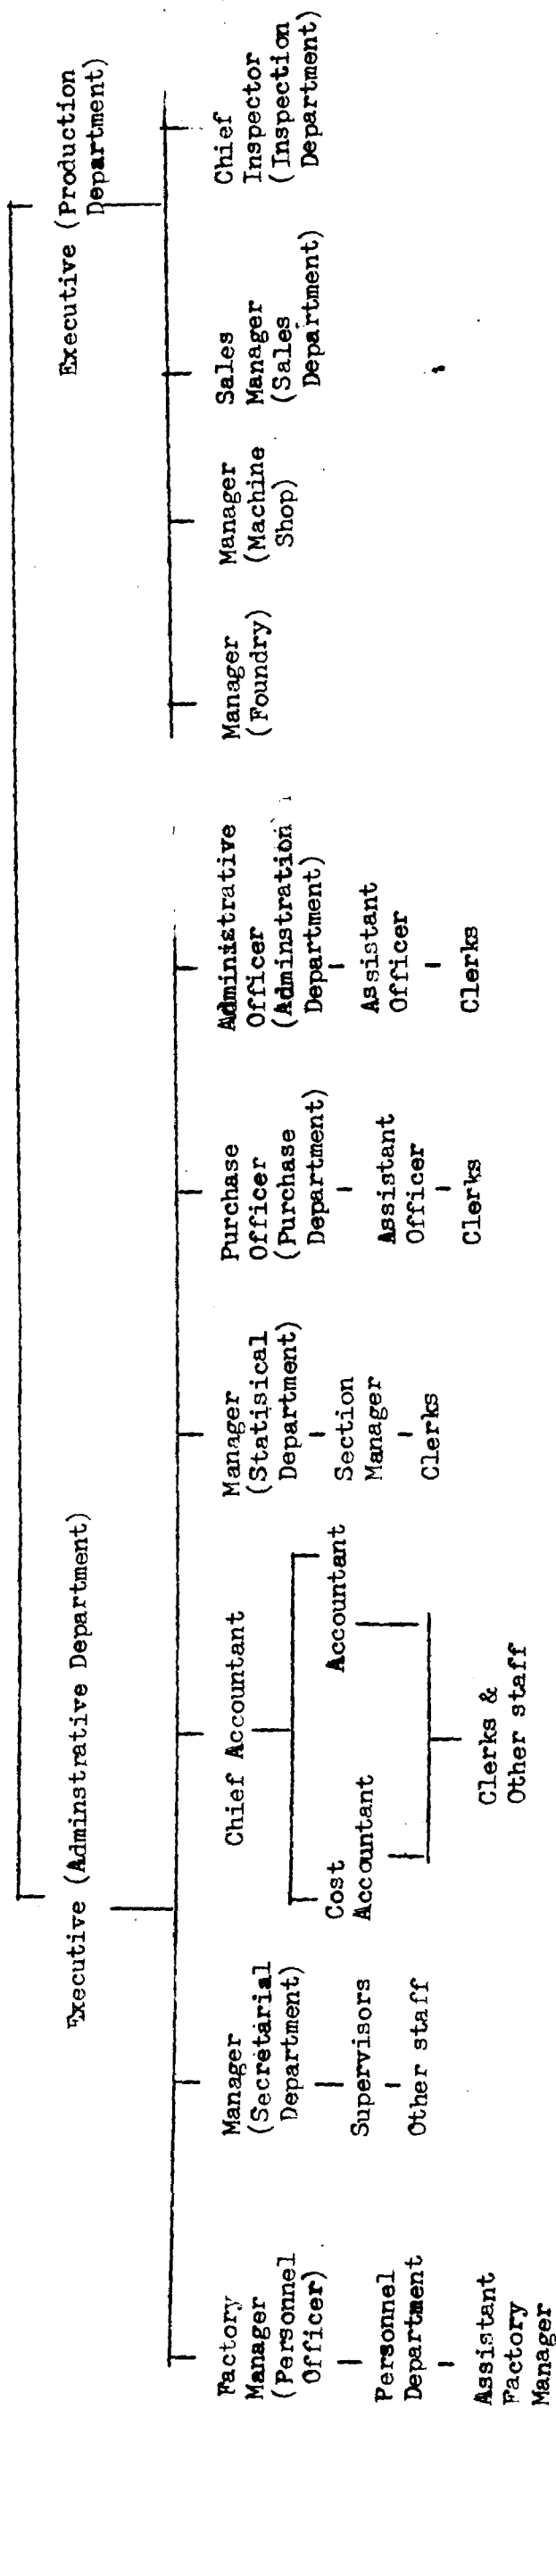 Executive (Adminstrative Department)
Executive (Production
Department)
Factory
Manager
(Personnel
Officer)
Personnel
Department
Assistant
Factory
Manager
Manager
(Secretarial
Department)
Supervisors
Other staff
Chief Accountant
Cost
Accountant
Accountant
Clerks &
Other staff
Manager
(Statisical
Department)
Section
Manager
Clerks
Purchase
Officer
(Purchase
Department)
Assistant
Officer
Clerks
Administrative
Officer
(Adminstration
Department)
Assistant
Officer
Clerks
Manager
(Foundry)
Manager
(Machine
Shop)
Sales
Manager
(Sales
Department)
Chief
Inspector
(Inspection
Department)